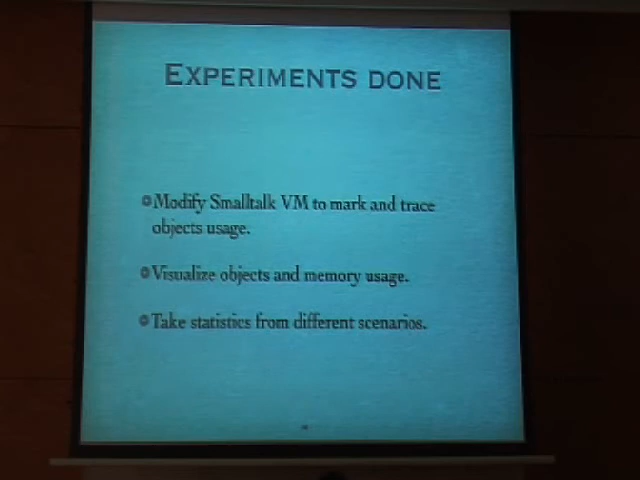 EXPERIMENTS DONE
Modify Smalltalk VM to mark and trace
objects usage.
Visualize objects and memory usage.
Take statistics from different scenarios.